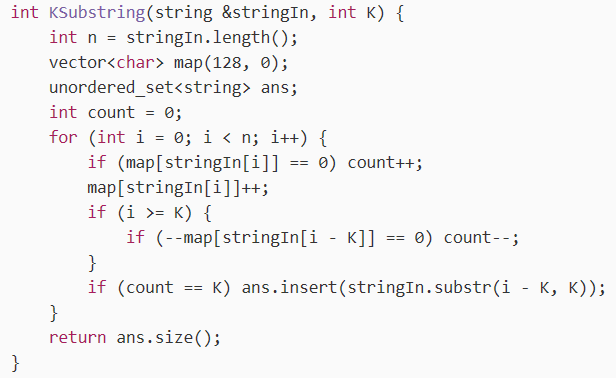 int KSubstring(string &stringIn, int K) {
    int n = stringIn.length();
    vector<char> map(128, 0);
    unordered_set<string> ans;
    int count = 0;
    for (int i = 0; i < n; i++) {
        if (map[stringIn[i]] == 0) count++;
        map[stringIn[i]]++;
        if (i >= K) {
            if (--map[stringIn[i - K]] == 0) count--;
        }
        if (count == K) ans.insert(stringIn.substr(i - K, K));
    }
    return ans.size();
}